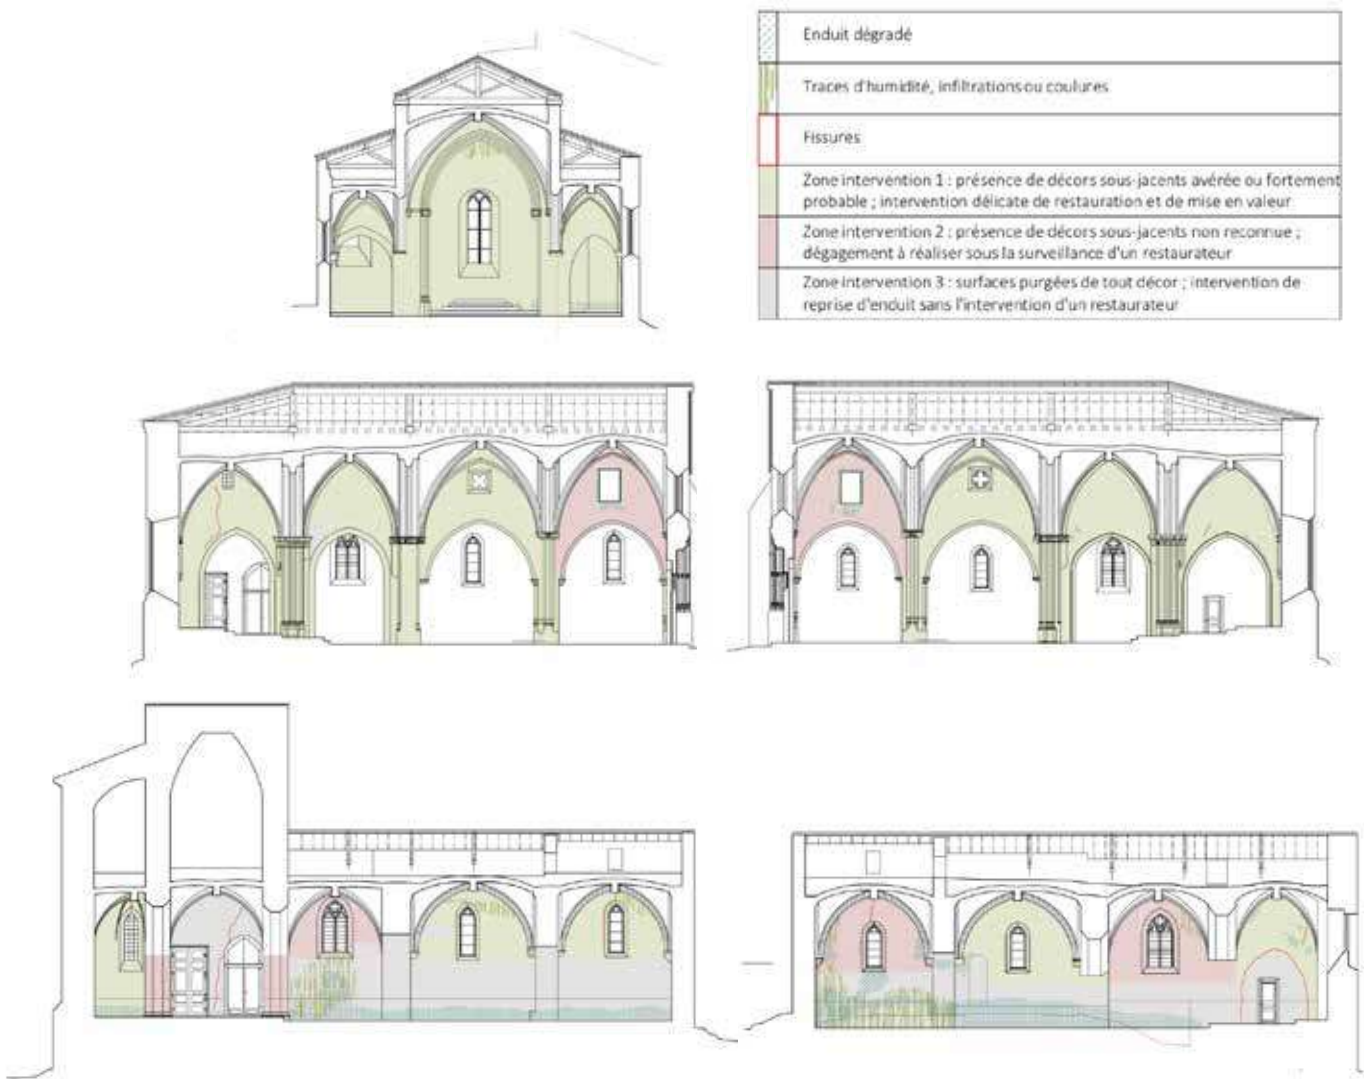 Enduit dégradé
Traces d'humidité, infiltrations ou coulures
Fissures
Zone intervention 1 : présence de décors sous-jacents avérée ou fortement
probable ; intervention délicate de restauration et de mise en valeur
Zone intervention 2 : présence de décors sous-jacents non reconnue ;
dégagement à réaliser sous la surveillance d'un restaurateur
Zone intervention 3 : surfaces purgées de tout décor ; intervention de
reprise d'enduit sans l'intervention d'un restaurateur